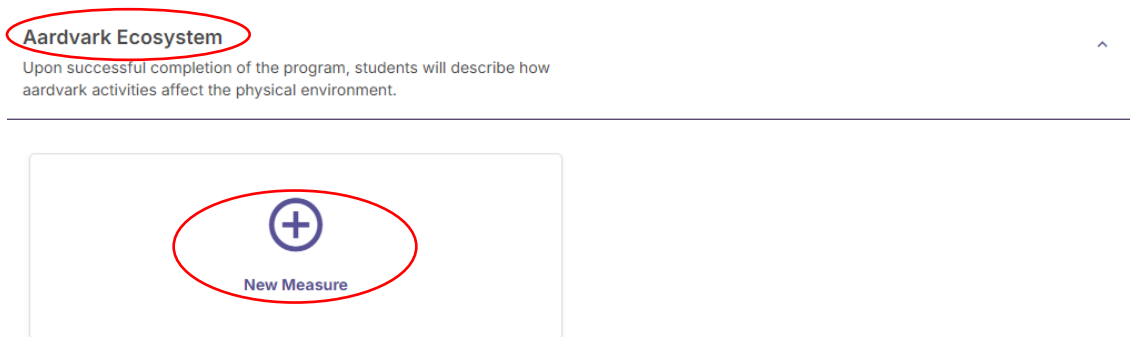 Aardvark Ecosystem
Upon successful completion of the program, students will describe how
aardvark activities affect the physical environment.
New Measure